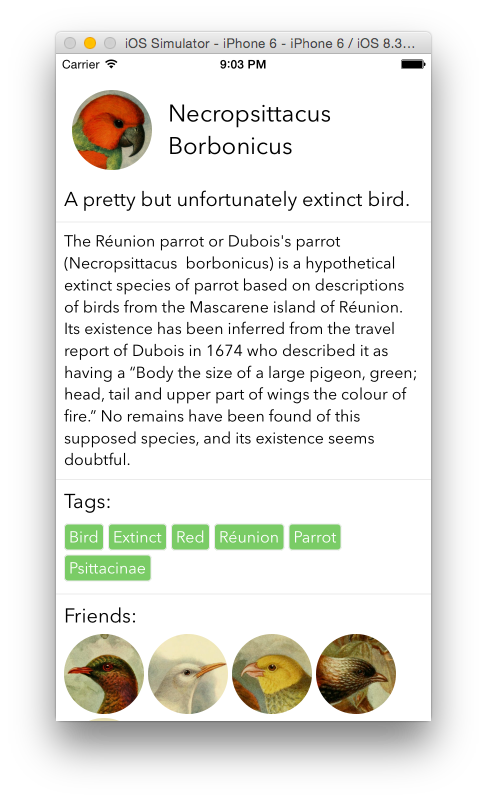 iOS Simulator - iPhone 6 - iPhone 6 / iOS 8.3...
Carrier 9:03 PM
Necropsittacus
Borbonicus
A pretty but unfortunately extinct bird.
The Réunion parrot or Dubois's parrot
(Necropsittacus  borbonicus) is a hypothetical
extinct species of parrot based on descriptions
of birds from the Mascarene island of Réunion.
Its existence has been inferred from the travel
report of Dubois in 1674 who described it as
having a “Body the size of a large pigeon, green;
head, tail and upper part of wings the colour of
fire.” No remains have been found of this
supposed species, and its existence seems
doubtful.
Tags:
Bird Extinct Red Réunion Parrot
Psittacinae
Friends: